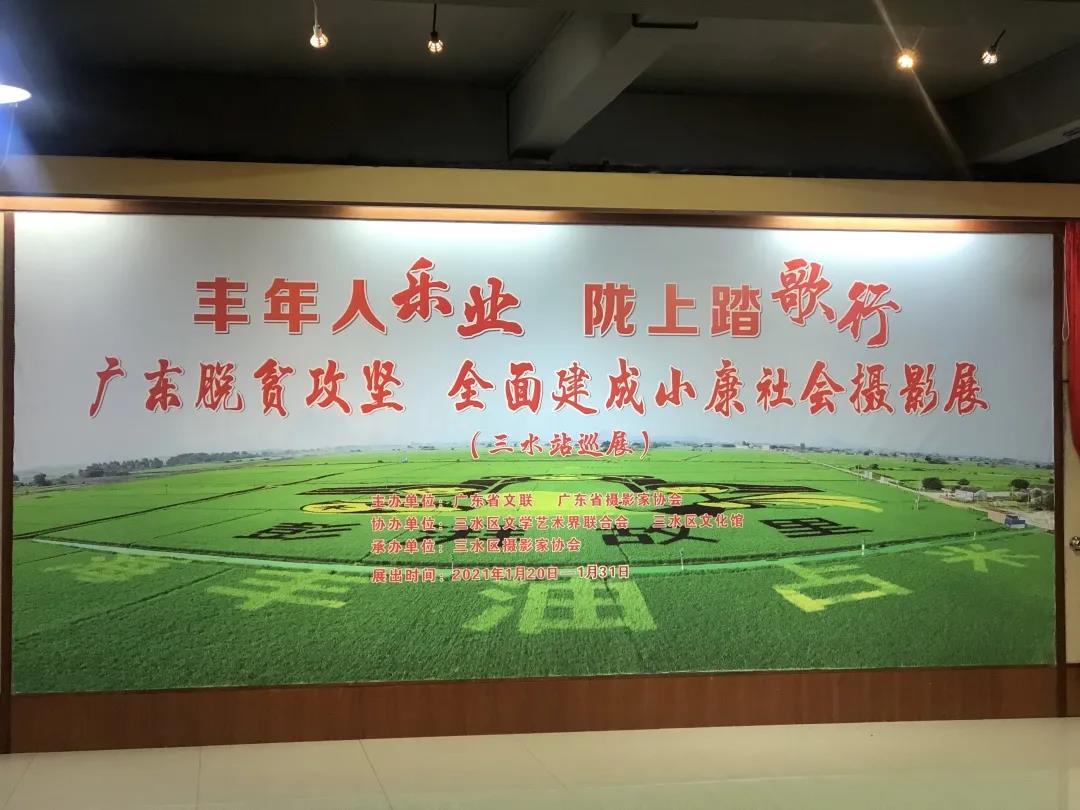 丰年人乐业 陇上踏歌行
广东脱贫攻坚 全面建成小康社会摄影展
(三水站巡展)
主办单位：广东省文联 广东省摄影家协会
协办单位：三水区文学艺术界联合会 三水区文化馆
承办单位：三水区摄影家协会
展出时间：2021年1月20日—1月31日
丰油占米